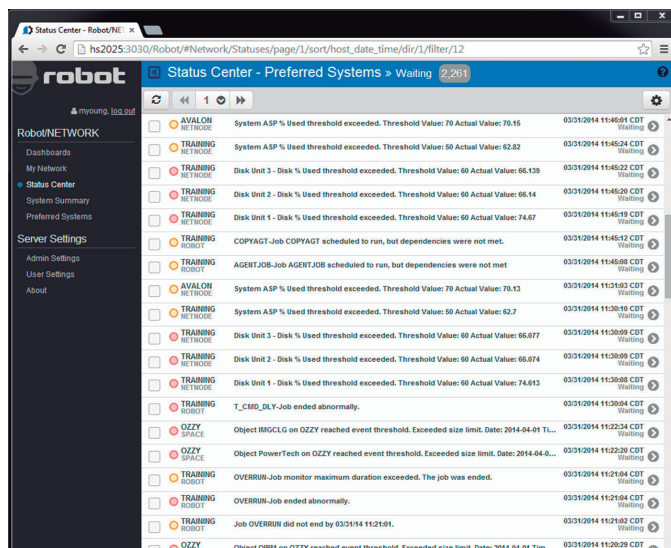 Status Center - Robot/NE
hs2025:3030/Robot/#Network/Statuses/page/1/sort/host_date_time/dir/1/filter/12
robot
Status Center - Preferred Systems » Waiting 2,261
myoung, log out
1
Robot/NETWORK
Dashboards
My Network
Status Center
System Summary
Preferred Systems
Server Settings
Admin Settings
User Settings
About
AVALON System ASP % Used threshold exceeded. Threshold Value: 70 Actual Value: 70.15 03/31/2014 11:46:01 CDT
NETNODE Waiting
TRAINING System ASP % Used threshold exceeded. Threshold Value: 50 Actual Value: 62.82 03/31/2014 11:45:24 CDT
NETNODE Waiting
TRAINING Disk Unit 3 - Disk % Used threshold exceeded. Threshold Value: 60 Actual Value: 66.139 03/31/2014 11:45:22 CDT
NETNODE Waiting
TRAINING Disk Unit 2 - Disk % Used threshold exceeded. Threshold Value: 60 Actual Value: 66.14 03/31/2014 11:45:20 CDT
NETNODE Waiting
TRAINING Disk Unit 1 - Disk % Used threshold exceeded. Threshold Value: 60 Actual Value: 74.67 03/31/2014 11:45:19 CDT
NETNODE Waiting
TRAINING COPYAGT-Job COPYAGT scheduled to run, but dependencies were not met. 03/31/2014 11:45:12 CDT
ROBOT Waiting
TRAINING AGENTJOB-Job AGENTJOB scheduled to run, but dependencies were not met 03/31/2014 11:45:08 CDT
ROBOT Waiting
AVALON System ASP % Used threshold exceeded. Threshold Value: 70 Actual Value: 70.13 03/31/2014 11:31:03 CDT
NETNODE Waiting
TRAINING System ASP % Used threshold exceeded. Threshold Value: 50 Actual Value: 62.7 03/31/2014 11:30:10 CDT
NETNODE Waiting
TRAINING Disk Unit 3 - Disk % Used threshold exceeded. Threshold Value: 60 Actual Value: 66.077 03/31/2014 11:30:09 CDT
NETNODE Waiting
TRAINING Disk Unit 2 - Disk % Used threshold exceeded. Threshold Value: 60 Actual Value: 66.074 03/31/2014 11:30:09 CDT
NETNODE Waiting
TRAINING Disk Unit 1 - Disk % Used threshold exceeded. Threshold Value: 60 Actual Value: 74.613 03/31/2014 11:30:08 CDT
NETNODE Waiting
TRAINING T_CMD_DLY-Job ended abnormally. 03/31/2014 11:30:04 CDT
ROBOT Waiting
OZZY Object IMGCLG on OZZY reached event threshold. Exceeded size limit. Date: 2014-04-01 Ti... 03/31/2014 11:22:34 CDT
SPACE Waiting
OZZY Object PowerTech on OZZY reached event threshold. Exceeded size limit. Date: 2014-04-0... 03/31/2014 11:22:20 CDT
SPACE Waiting
TRAINING OVERRUN-Job monitor maximum duration exceeded. The job was ended. 03/31/2014 11:21:04 CDT
ROBOT Waiting
TRAINING OVERRUN-Job ended abnormally. 03/31/2014 11:21:04 CDT
ROBOT Waiting
TRAINING Job OVERRUN did not end by 03/31/14 11:21:01. 03/31/2014 11:21:02 CDT
ROBOT Waiting
OZZY 03/31/2014 11:20:29 CDT